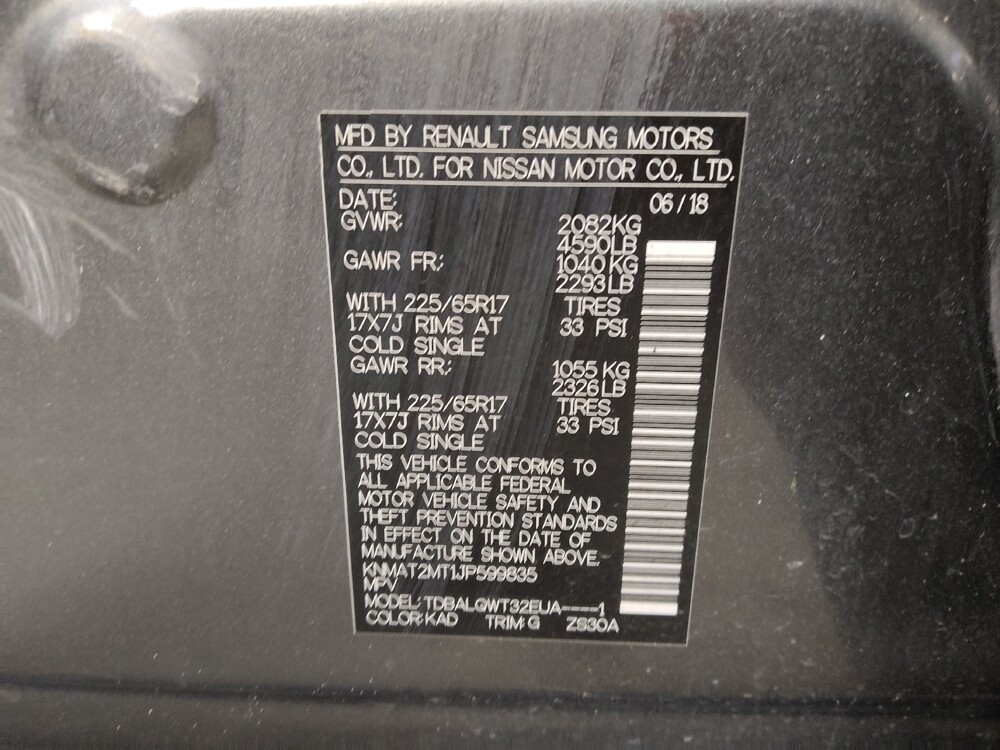 MFD BY RENAULT SAMSUNG MOTORS
CO., LTD. FOR NISSAN MOTOR CO., LTD.
DATE: 06/18
GVWR: 2082KG
4590LB
GAWR FR: 1040KG
2293LB
WITH 225/65R17 TIRES
17X7J RIMS AT 33 PSI
COLD SINGLE
GAWR RR: 1055KG
2326LB
WITH 225/65R17 TIRES
17X7J RIMS AT 33 PSI
COLD SINGLE
THIS VEHICLE CONFORMS TO
ALL APPLICABLE FEDERAL
MOTOR VEHICLE SAFETY AND
THEFT PREVENTION STANDARDS
IN EFFECT ON THE DATE OF
MANUFACTURE SHOWN ABOVE.
KNMAT2MT1JP599835
MPV
MODEL: TDBALQWT32EUA----1
COLOR:KAD TRIM:G ZS30A